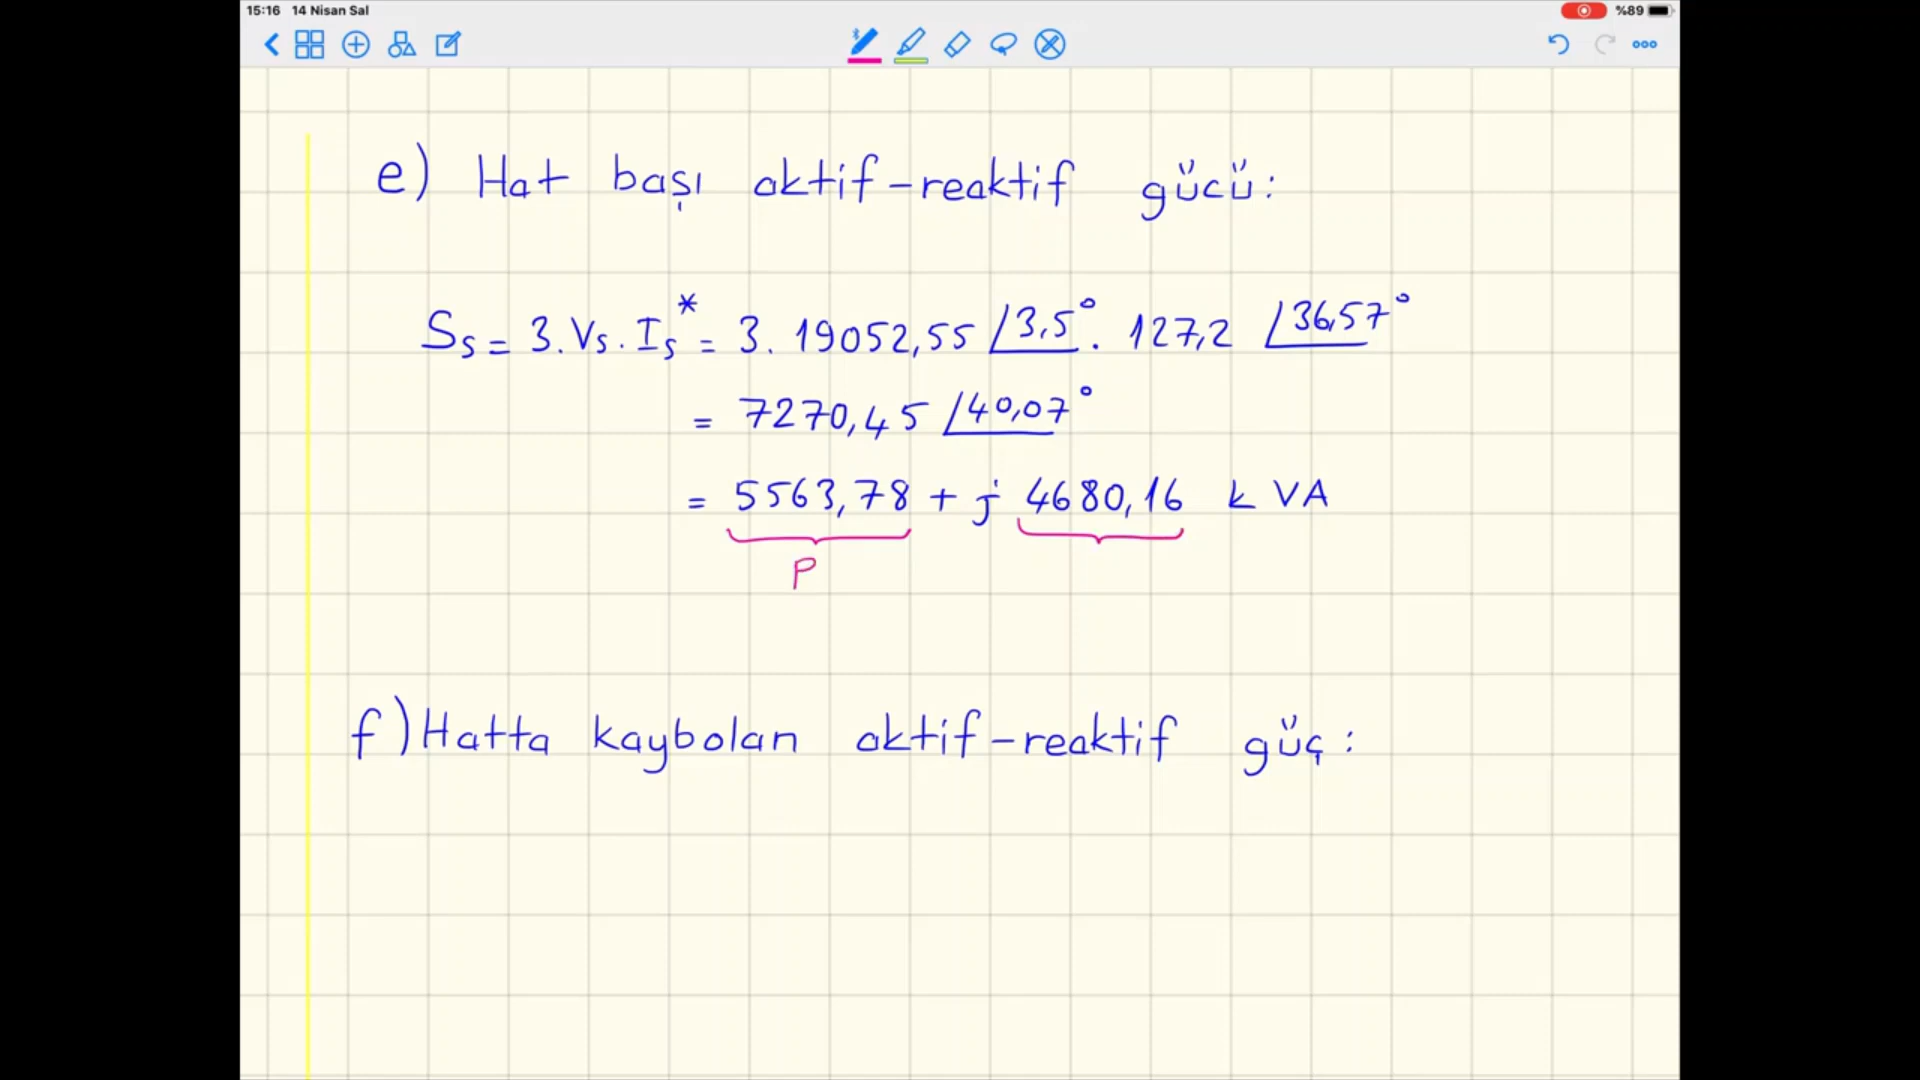 15:16 14 Nisan Sal %89
e) Hat başı aktif-reaktif gücü:
Ss = 3.Vs.Is* = 3. 19052,55 ∠3,5°. 127,2 ∠36,57°
= 7270,45 ∠40,07°
= 5563,78 + j 4680,16 kVA
P
f) Hatta kaybolan aktif-reaktif güç: